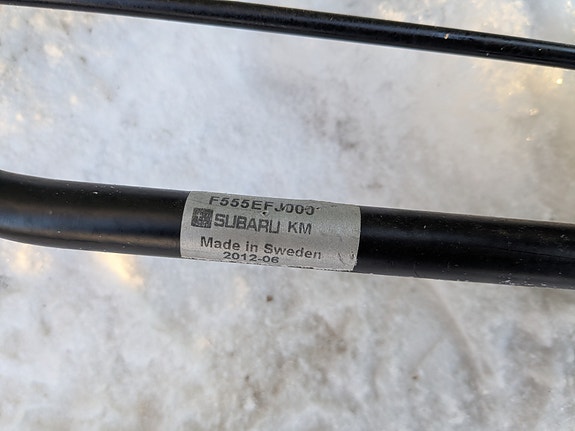 F555EFJ000
SUBARU KM
Made in Sweden
2012-06